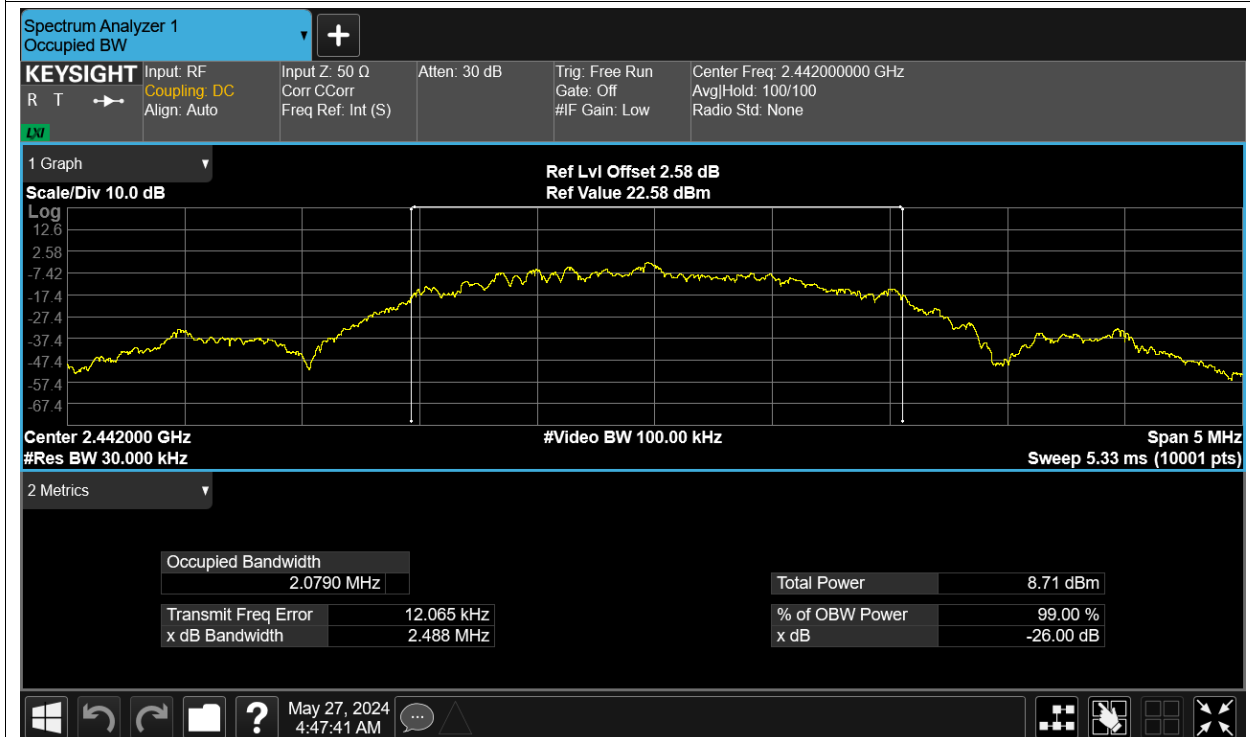 Spectrum Analyzer 1
Occupied BW
+
KEYSIGHT
R T
LXI
Input: RF
Coupling: DC
Align: Auto
Input Z: 50 Ω
Corr CCorr
Freq Ref: Int (S)
Atten: 30 dB
Trig: Free Run
Gate: Off
#IF Gain: Low
Center Freq: 2.442000000 GHz
Avg|Hold: 100/100
Radio Std: None
1 Graph
Scale/Div 10.0 dB
Ref Lvl Offset 2.58 dB
Ref Value 22.58 dBm
Log
12.6
2.58
-7.42
-17.4
-27.4
-37.4
-47.4
-57.4
-67.4
Center 2.442000 GHz
#Res BW 30.000 kHz
#Video BW 100.00 kHz
Span 5 MHz
Sweep 5.33 ms (10001 pts)
2 Metrics
Occupied Bandwidth
2.0790 MHz
Transmit Freq Error 12.065 kHz
x dB Bandwidth 2.488 MHz
Total Power 8.71 dBm
% of OBW Power 99.00 %
x dB -26.00 dB
?
May 27, 2024
4:47:41 AM